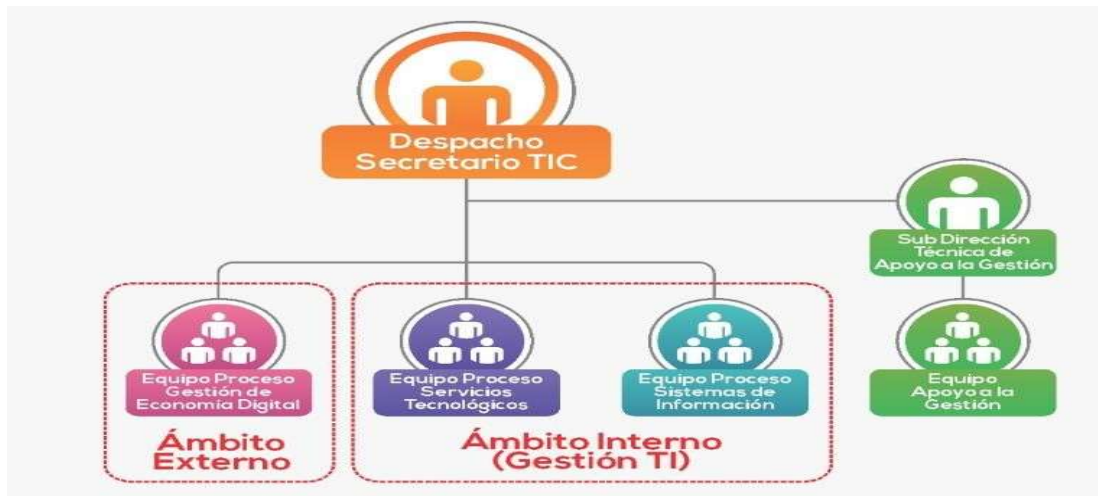 Despacho
Secretario TIC
Sub Dirección
Técnica de
Apoyo a la Gestión
Equipo Proceso
Gestión de
Economía Digital
Equipo Proceso
Servicios
Tecnológicos
Equipo Proceso
Sistemas de
Información
Equipo
Apoyo a la
Gestión
Ámbito
Externo
Ámbito Interno
(Gestión TI)